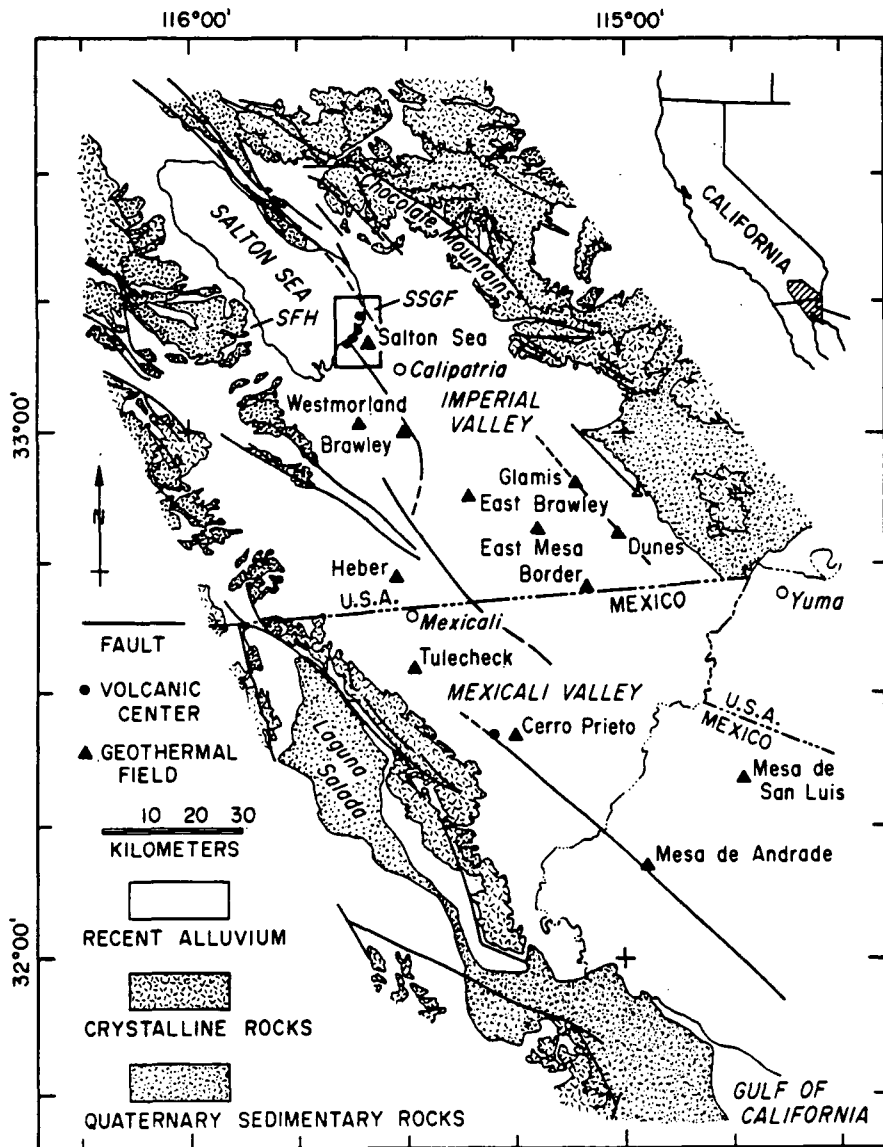 116°00'
115°00'
CALIFORNIA
Chocolate Mountains
SALTON SEA
SSGF
SFH
Salton Sea
Calipatria
33°00'
Westmorland
IMPERIAL
VALLEY
Brawley
Glamis
East Brawley
N
East Mesa
Dunes
Border
Heber
U.S.A.
MEXICO
Yuma
Mexicali
FAULT
Tulecheck
VOLCANIC
CENTER
MEXICALI VALLEY
U.S.A.
MEXICO
Cerro Prieto
GEOTHERMAL
FIELD
Laguna
Salada
Mesa de
San Luis
10 20 30
KILOMETERS
Mesa de Andrade
RECENT ALLUVIUM
32°00'
CRYSTALLINE ROCKS
QUATERNARY SEDIMENTARY ROCKS
GULF OF
CALIFORNIA